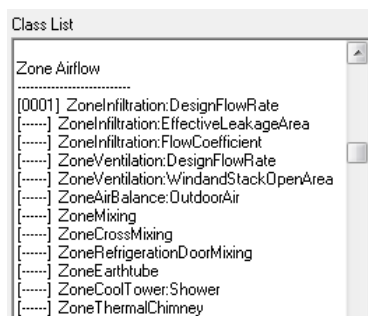 Class List
Zone Airflow
-------------------------
[0001] ZoneInfiltration:DesignFlowRate
[------] ZoneInfiltration:EffectiveLeakageArea
[------] ZoneInfiltration:FlowCoefficient
[------] ZoneVentilation:DesignFlowRate
[------] ZoneVentilation:WindandStackOpenArea
[------] ZoneAirBalance:OutdoorAir
[------] ZoneMixing
[------] ZoneCrossMixing
[------] ZoneRefrigerationDoorMixing
[------] ZoneEarthtube
[------] ZoneCoolTower:Shower
[------] ZoneThermalChimney